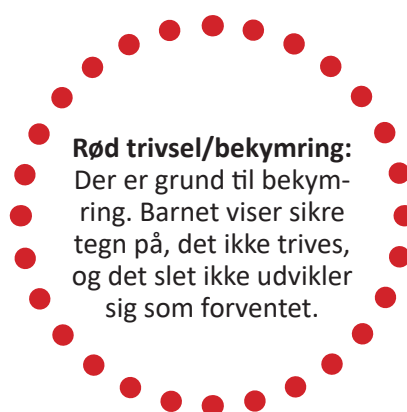 Rød trivsel/bekymring:
Der er grund til bekym-
ring. Barnet viser sikre
tegn på, det ikke trives,
og det slet ikke udvikler
sig som forventet.